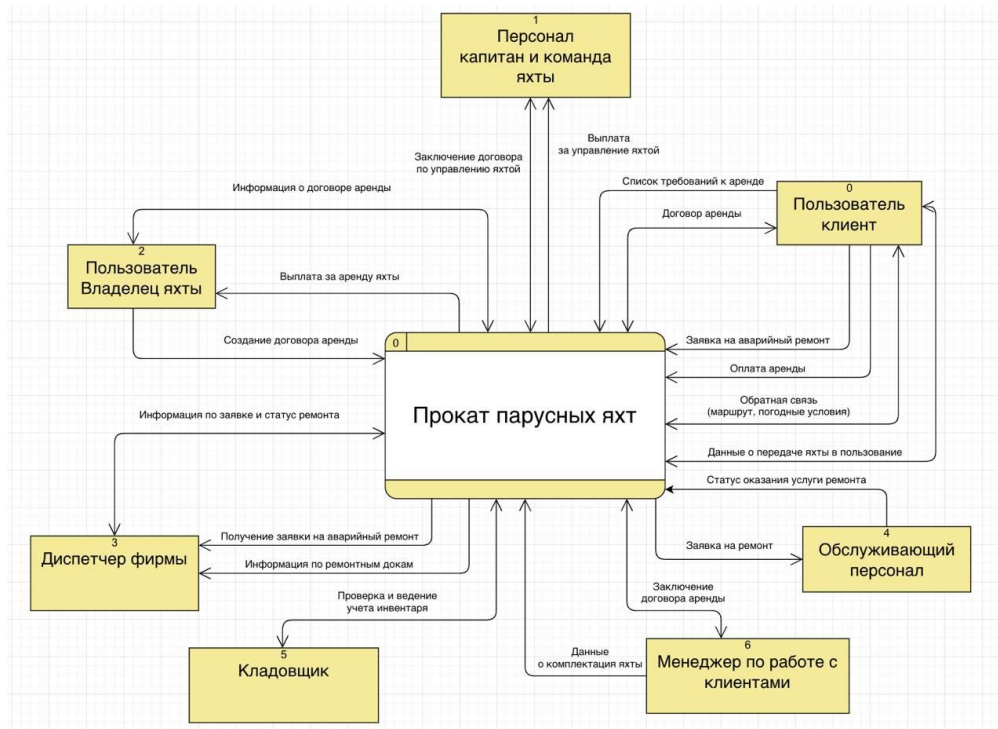 1
Персонал
капитан и команда
яхты
Выплата
за управление яхтой
Заключение договора
по управлению яхтой
Информация о договоре аренды
Список требований к аренде
0
Пользователь
клиент
Договор аренды
2
Пользователь
Владелец яхты
Выплата за аренду яхты
Создание договора аренды
0
Заявка на аварийный ремонт
Оплата аренды
Прокат парусных яхт
Обратная связь
(маршрут, погодные условия)
Информация по заявке и статус ремонта
Данные о передаче яхты в пользование
Статус оказания услуги ремонта
3
Диспетчер фирмы
Получение заявки на аварийный ремонт
Информация по ремонтным докам
Заявка на ремонт
4
Обслуживающий
персонал
Проверка и ведение
учета инвентаря
Заключение
договора аренды
5
Кладовщик
Данные
о комплектация яхты
6
Менеджер по работе с
клиентами